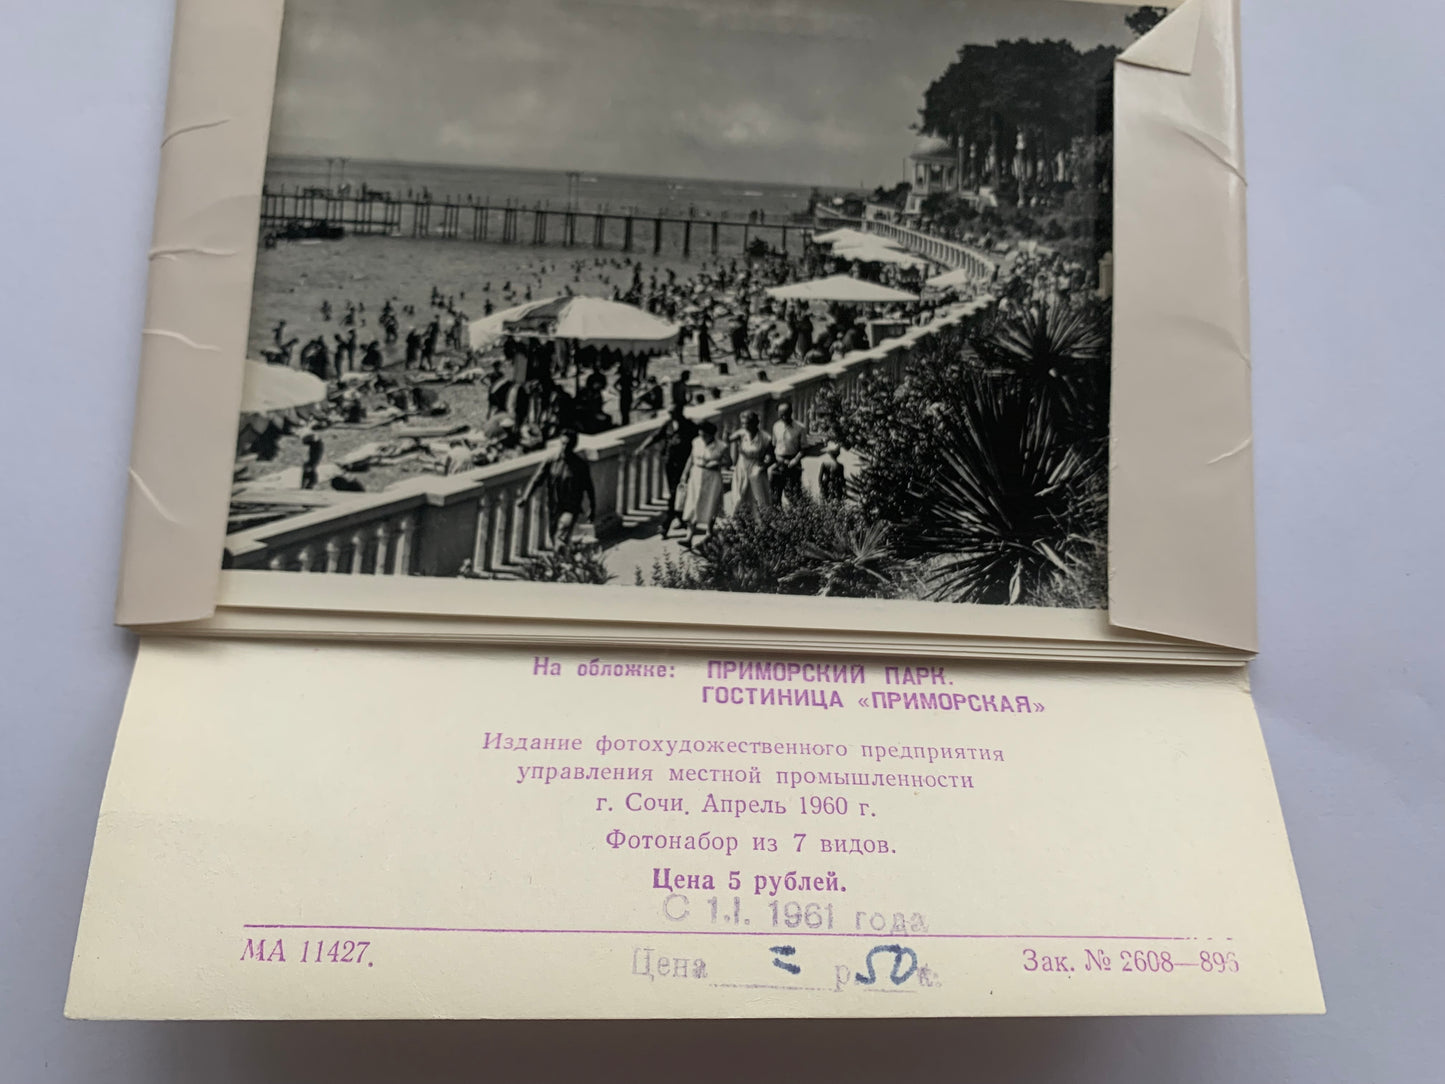 На обложке: ПРИМОРСКИЙ ПАРК.
ГОСТИНИЦА «ПРИМОРСКАЯ»
Издание фотохудожественного предприятия
управления местной промышленности
г. Сочи. Апрель 1960 г.
Фотонабор из 7 видов.
Цена 5 рублей.
С 1.I. 1961 года
МА 11427. Цена = р. 50 к. Зак. № 2608—896